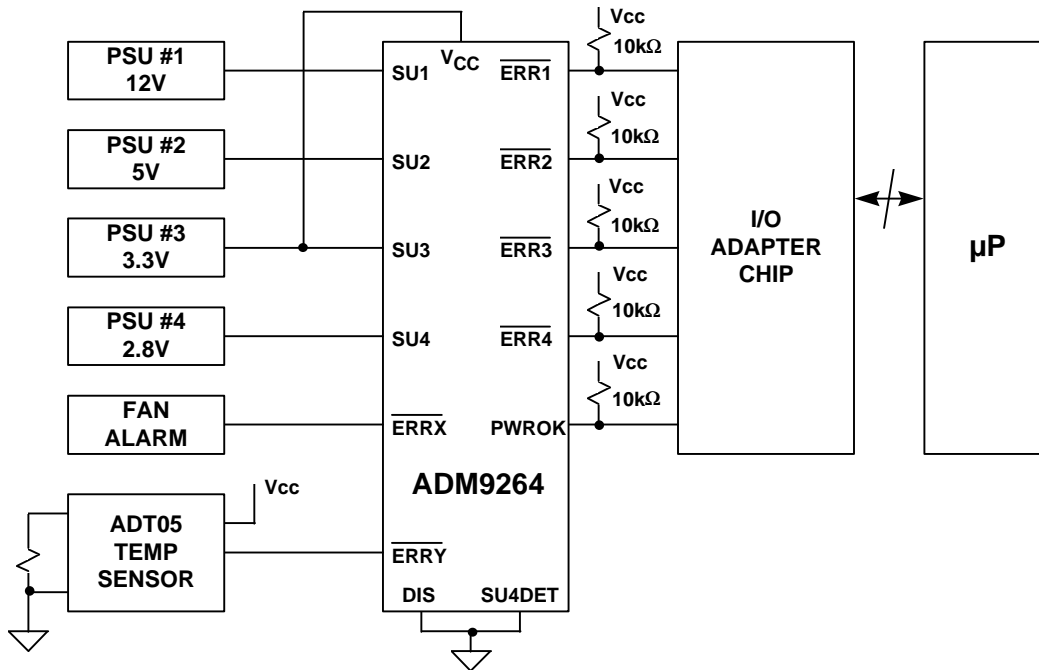 PSU #1
12V
PSU #2
5V
PSU #3
3.3V
PSU #4
2.8V
FAN
ALARM
ADT05
TEMP
SENSOR
Vcc
VCC
SU1
SU2
SU3
SU4
ERRX
ERRY
ERR1
ERR2
ERR3
ERR4
PWROK
ADM9264
DIS
SU4DET
Vcc
10kΩ
Vcc
10kΩ
Vcc
10kΩ
Vcc
10kΩ
Vcc
10kΩ
I/O
ADAPTER
CHIP
µP